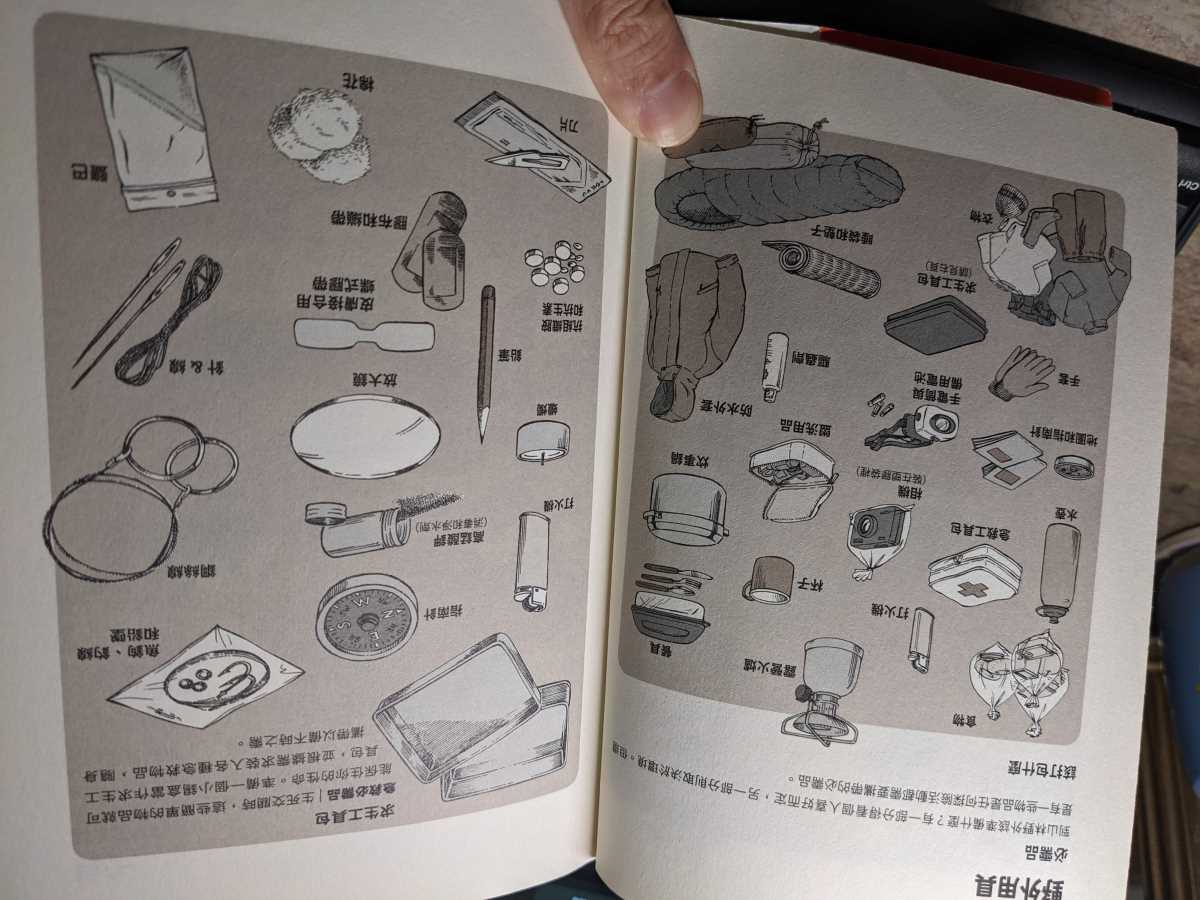 野外用具
必需品
到山林野外該準備什麼？有一部分得看個人喜好而定，另一部分則取決於環境。但總
是有一些物品是任何探險活動都需要攜帶的必需品。
該打包什麼
食物
露營火爐
餐具
打火機
杯子
水壺
急救工具包
相機
（裝在塑膠袋裡）
炊事鍋
盥洗用品
地圖和指南針
手電筒與
備用電池
防水外套
手套
驅蟲劑
求生工具包
（請見右頁）
睡袋和墊子
衣物
Ctrl
求生工具包
急救必需品｜生死交關時，這些簡單的物品就可
能保住你的性命。準備一個小錫盒當作求生工
具包，並根據需求裝入各種急救物品，隨身
攜帶以備不時之需。
魚鉤、釣線
和鉛墜
指南針
E
S
W
N
鋼絲線
打火機
高錳酸鉀
（消毒和淨水劑）
蠟燭
放大鏡
鉛筆
針 & 線
抗組織胺
和抗生素
皮膚接合用
蝶式膠帶
膠布和繃帶
刀片
棉花
鹽巴